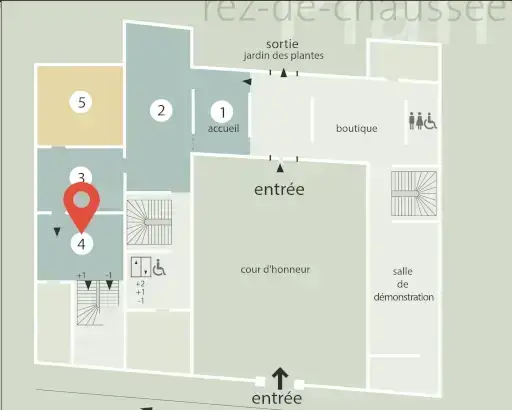 rez-de-chaussée
sortie
jardin des plantes
5
2
1
accueil
boutique
3
entrée
4
cour d'honneur
salle
de
démonstration
+1 -1
+2
+1
-1
entrée